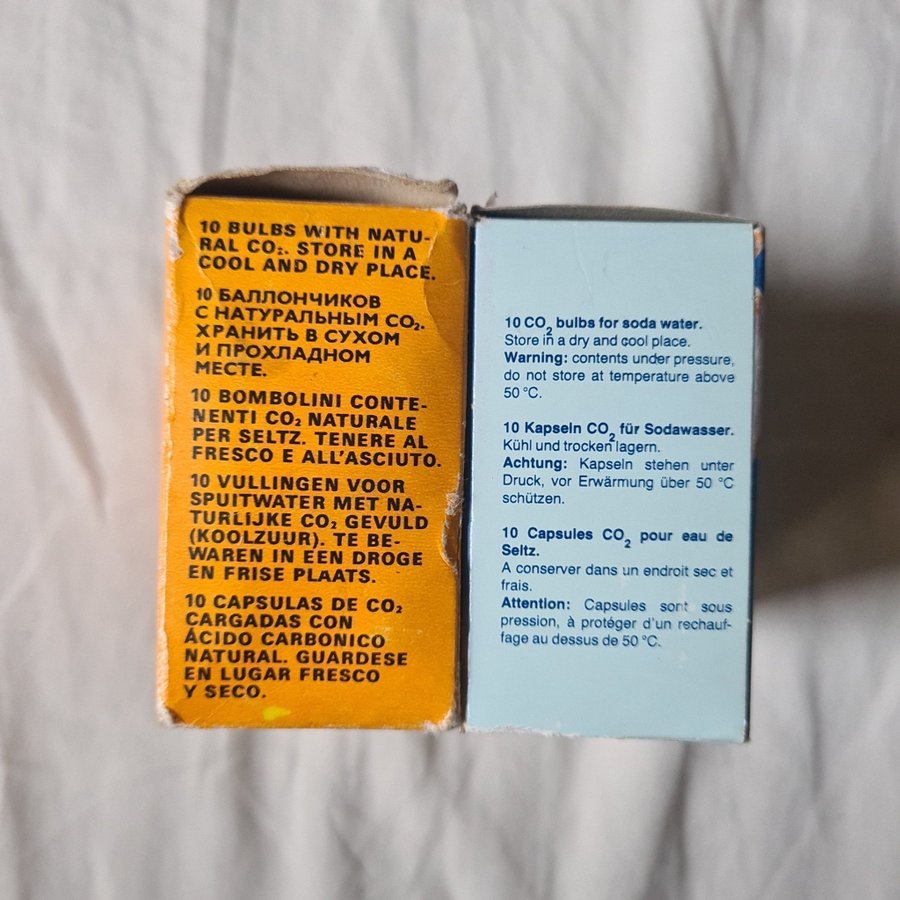 10 BULBS WITH NATU-
RAL CO₂. STORE IN A
COOL AND DRY PLACE.
10 БАЛЛОНЧИКОВ
С НАТУРАЛЬНЫМ CO₂.
ХРАНИТЬ В СУХОМ
И ПРОХЛАДНОМ
МЕСТЕ.
10 BOMBOLINI CONTE-
NENTI CO₂ NATURALE
PER SELTZ. TENERE AL
FRESCO E ALL'ASCIUTO.
10 VULLINGEN VOOR
SPUITWATER MET NA-
TURLIJKE CO₂ GEVULD
(KOOLZUUR). TE BE-
WAREN IN EEN DROGE
EN FRISE PLAATS.
10 CAPSULAS DE CO₂
CARGADAS CON
ÁCIDO CARBONICO
NATURAL. GUARDESE
EN LUGAR FRESCO
Y SECO.
10 CO₂ bulbs for soda water.
Store in a dry and cool place.
Warning: contents under pressure,
do not store at temperature above
50 °C.
10 Kapseln CO₂ für Sodawasser.
Kühl und trocken lagern.
Achtung: Kapseln stehen unter
Druck, vor Erwärmung über 50 °C
schützen.
10 Capsules CO₂ pour eau de
Seltz.
A conserver dans un endroit sec et
frais.
Attention: Capsules sont sous
pression, à protéger d'un rechauf-
fage au dessus de 50 °C.